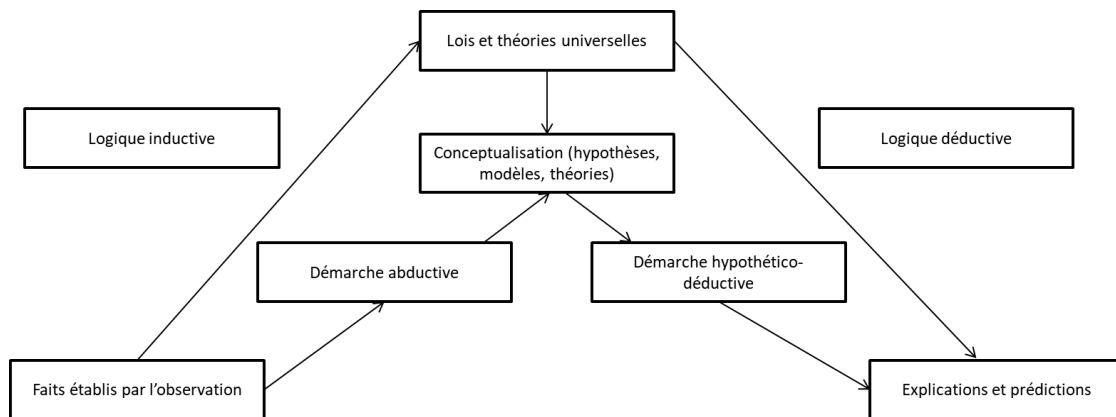 Lois et théories universelles
Logique inductive
Logique déductive
Conceptualisation (hypothèses,
modèles, théories)
Démarche abductive
Démarche hypothético-
déductive
Faits établis par l’observation
Explications et prédictions